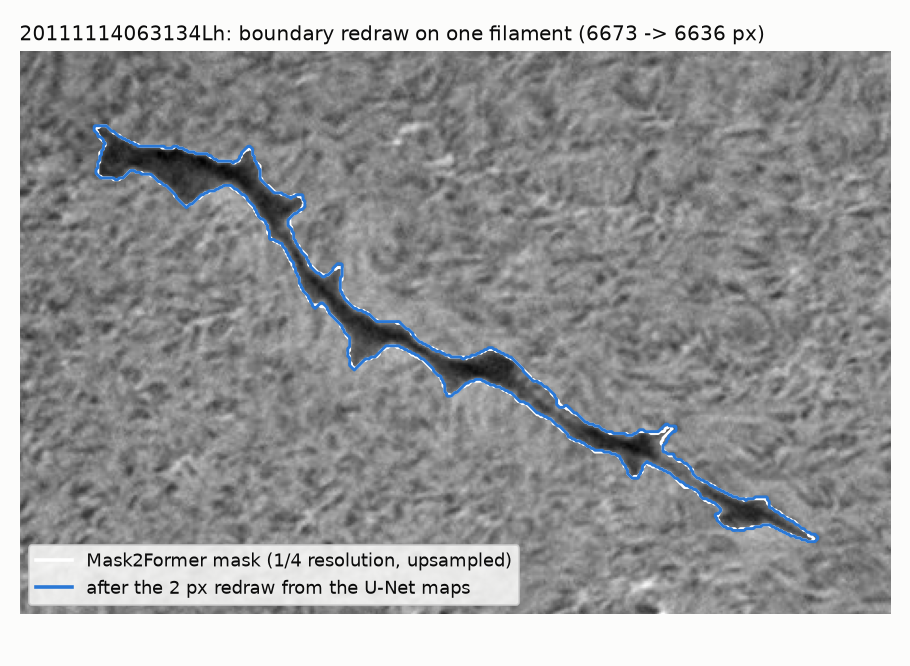 20111114063134Lh: boundary redraw on one filament (6673 -> 6636 px)
Mask2Former mask (1/4 resolution, upsampled)
after the 2 px redraw from the U-Net maps